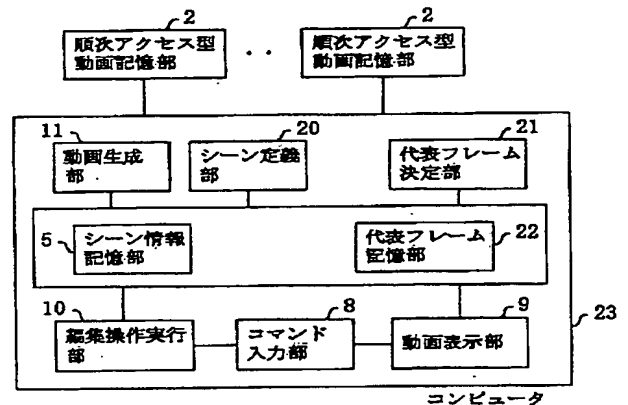 2
2
順次アクセス型
動画記憶部
・・
順次アクセス型
動画記憶部
11
20
21
動画生成
部
シーン定義
部
代表フレーム
決定部
5
シーン情報
記憶部
代表フレーム
記憶部
22
10
8
9
編集操作実行
部
コマンド
入力部
動画表示部
23
コンピュータ